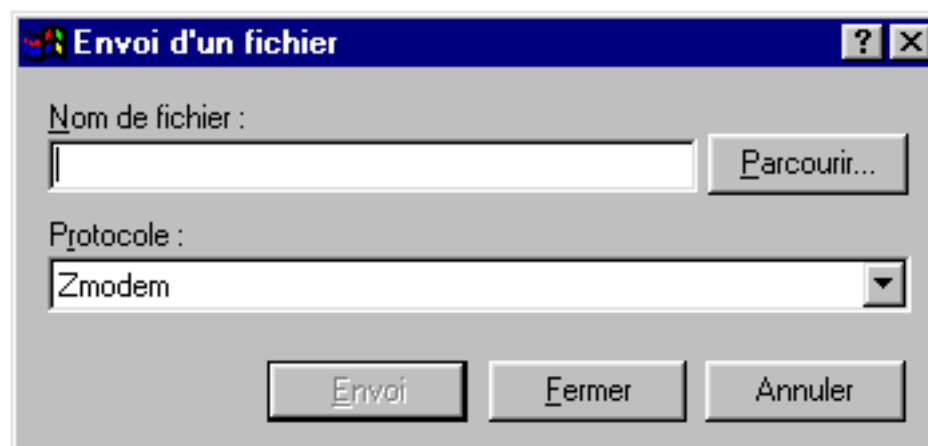 Envoi d'un fichier
Nom de fichier :
Parcourir...
Protocole :
Zmodem
Envoi Fermer Annuler